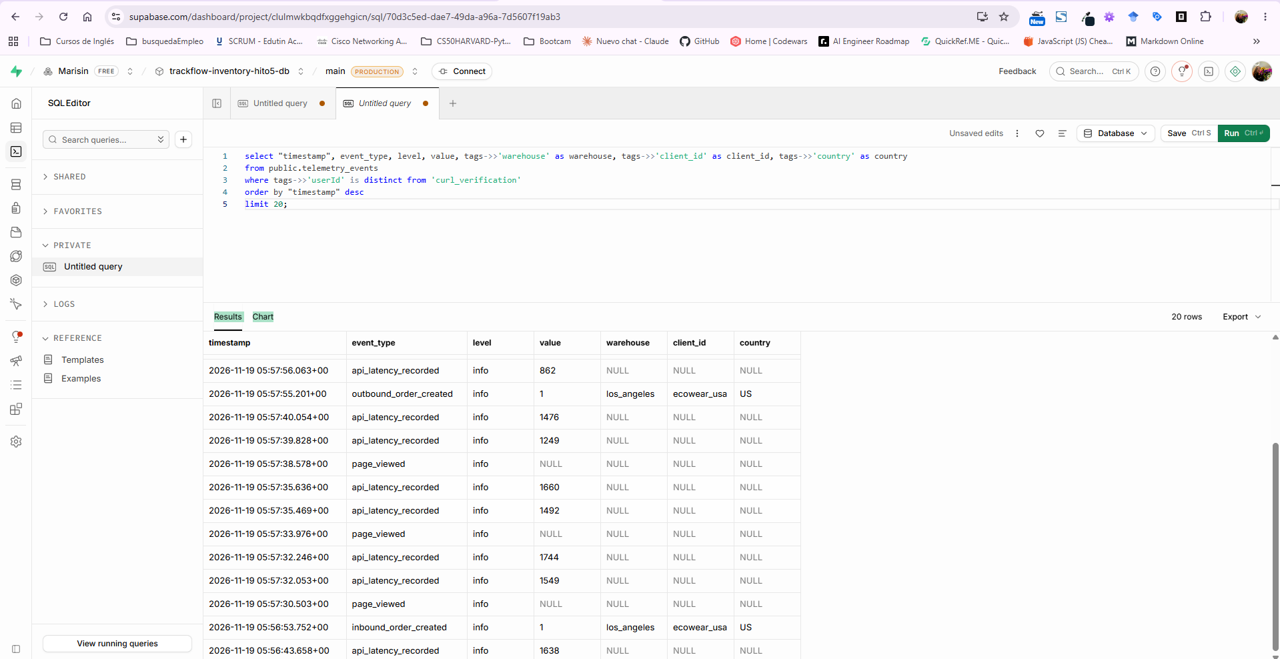 supabase.com/dashboard/project/clulmwkbqdfxggehgicn/sql/70d3c5ed-dae7-49da-a96a-7d5607f19ab3
New
Cursos de Inglés busquedaEmpleo SCRUM - Edutin Ac... Cisco Networking A... CS50HARVARD-Pyt... Bootcam Nuevo chat - Claude GitHub Home | Codewars AI Engineer Roadmap QuickRef.ME - Quic... JavaScript (JS) Chea... Markdown Online
Marisin FREE / trackflow-inventory-hito5-db / main PRODUCTION Connect Feedback Search... Ctrl K
SQL Editor
SQL Untitled query SQL Untitled query
Search queries...
Unsaved edits Database Save Ctrl S Run Ctrl
SHARED
FAVORITES
PRIVATE
SQL Untitled query
LOGS
REFERENCE
Templates
Examples
View running queries
1 select "timestamp", event_type, level, value, tags->>'warehouse' as warehouse, tags->>'client_id' as client_id, tags->>'country' as country
2 from public.telemetry_events
3 where tags->>'userId' is distinct from 'curl_verification'
4 order by "timestamp" desc
5 limit 20;
Results Chart 20 rows Export
timestamp event_type level value warehouse client_id country
2026-11-19 05:57:56.063+00 api_latency_recorded info 862 NULL NULL NULL
2026-11-19 05:57:55.201+00 outbound_order_created info 1 los_angeles ecowear_usa US
2026-11-19 05:57:40.054+00 api_latency_recorded info 1476 NULL NULL NULL
2026-11-19 05:57:39.828+00 api_latency_recorded info 1249 NULL NULL NULL
2026-11-19 05:57:38.578+00 page_viewed info NULL NULL NULL NULL
2026-11-19 05:57:35.636+00 api_latency_recorded info 1660 NULL NULL NULL
2026-11-19 05:57:35.469+00 api_latency_recorded info 1492 NULL NULL NULL
2026-11-19 05:57:33.976+00 page_viewed info NULL NULL NULL NULL
2026-11-19 05:57:32.246+00 api_latency_recorded info 1744 NULL NULL NULL
2026-11-19 05:57:32.053+00 api_latency_recorded info 1549 NULL NULL NULL
2026-11-19 05:57:30.503+00 page_viewed info NULL NULL NULL NULL
2026-11-19 05:56:53.752+00 inbound_order_created info 1 los_angeles ecowear_usa US
2026-11-19 05:56:43.658+00 api_latency_recorded info 1638 NULL NULL NULL